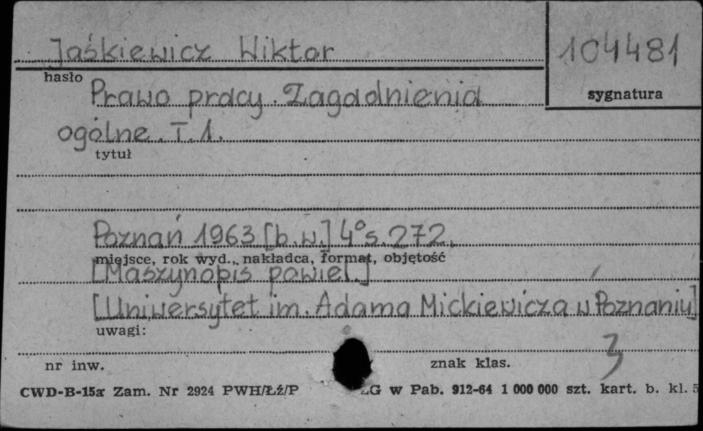 Jaśkiewicz Wiktor
104481
hasło
sygnatura
Prawo pracy. Zagadnienia
ogólne. T. 1.
tytuł
Poznań 1963 [b.w.] 4° s. 272.
miejsce, rok wyd., nakładca, format, objętość
[Maszynopis powiel.]
[Uniwersytet im. Adama Mickiewicza w Poznaniu]
uwagi:
3
nr inw.
znak klas.
CWD-B-15x Zam. Nr 2924 PWH/Łź/P ZG w Pab. 912-64 1 000 000 szt. kart. b. kl. 5